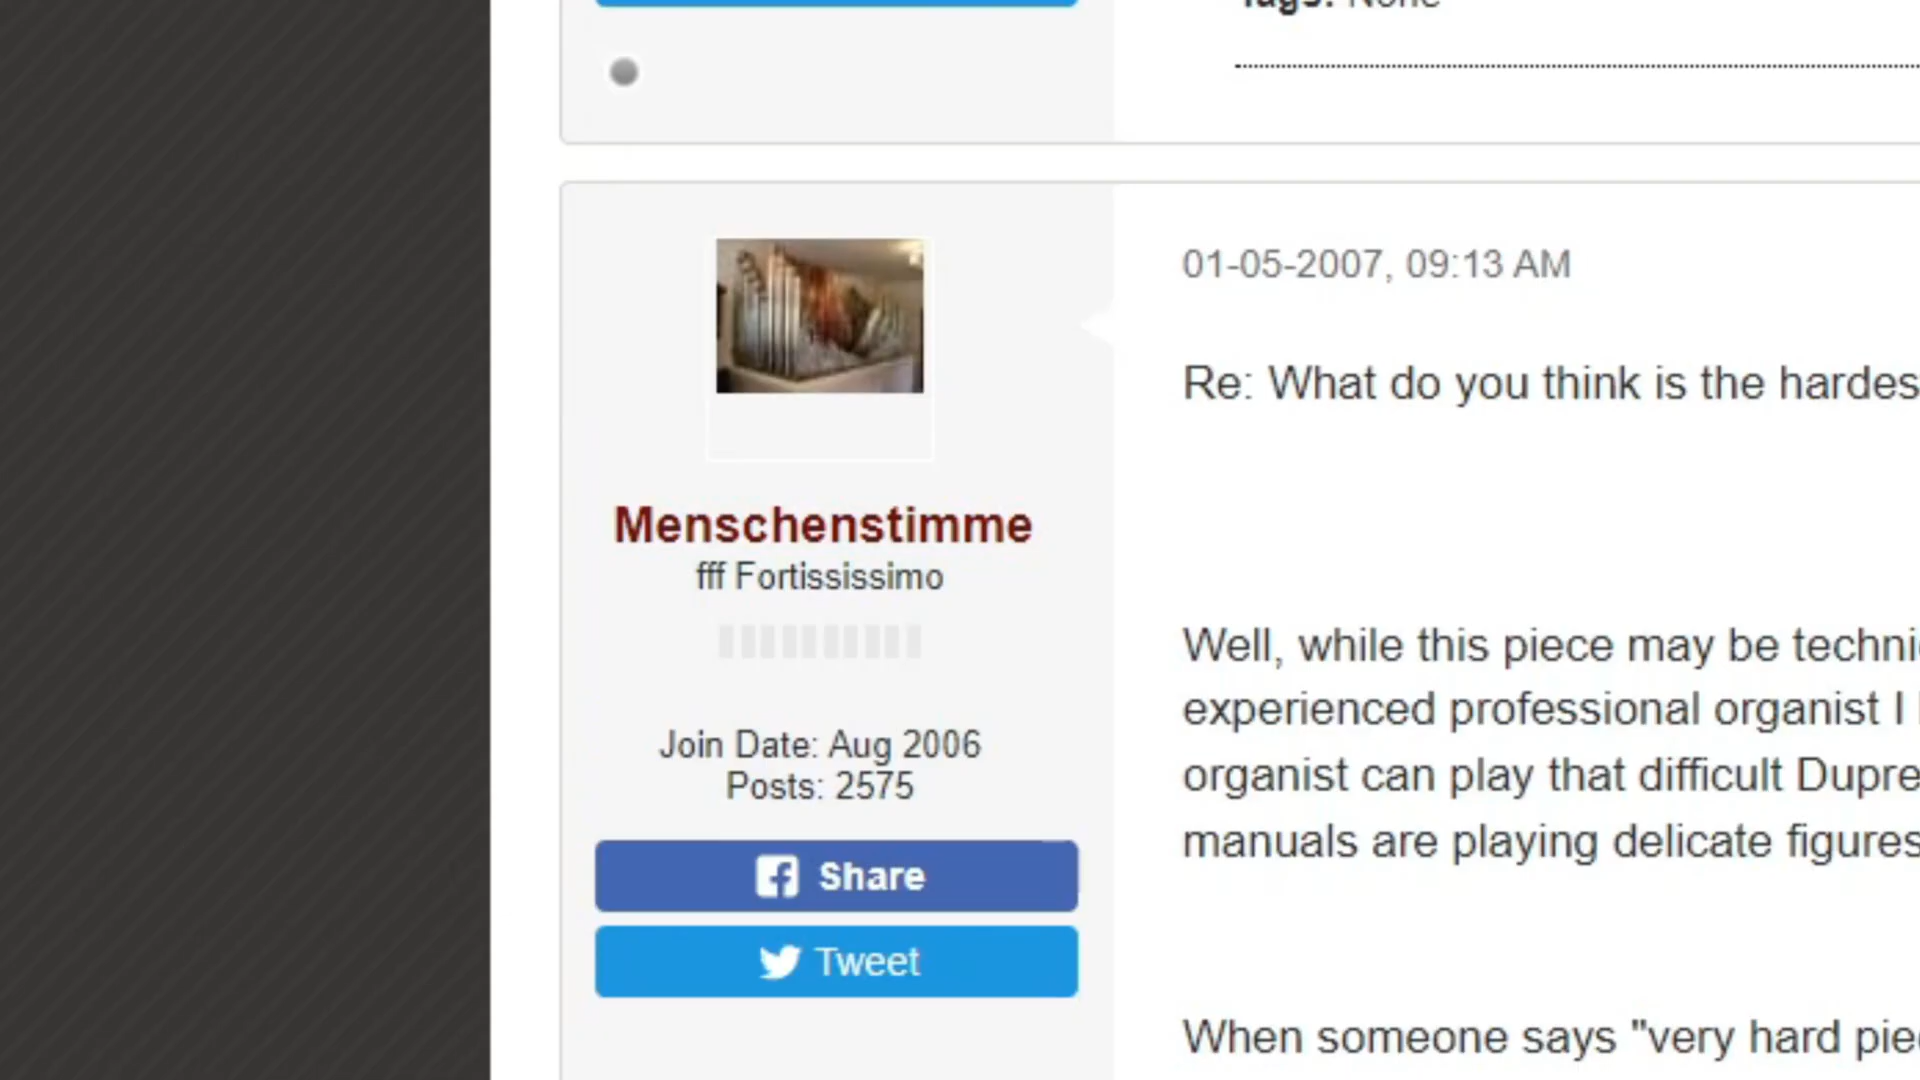 Tags: None
01-05-2007, 09:13 AM
Re: What do you think is the hardes
Menschenstimme
fff Fortississimo
Join Date: Aug 2006
Posts: 2575
Share
Tweet
Well, while this piece may be techni
experienced professional organist I
organist can play that difficult Dupre
manuals are playing delicate figures
When someone says "very hard pie